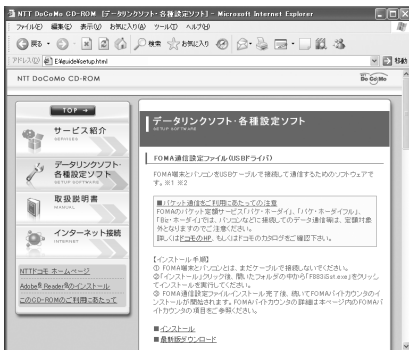 NTT DoCoMo CD-ROM [データリンクソフト・各種設定ソフト] - Microsoft Internet Explorer
ファイル(F) 編集(E) 表示(V) お気に入り(A) ツール(T) ヘルプ(H)
戻る 検索 お気に入り
アドレス(D) E:¥guide¥setup.html 移動
NTT DoCoMo CD-ROM
DoCoMo
TOP
サービス紹介
SERVICES
データリンクソフト・
各種設定ソフト
SETUP SOFTWARE
取扱説明書
MANUAL
インターネット接続
INTERNET
NTTドコモ ホームページ
Adobe® Reader®のインストール
このCD-ROMのご利用にあたって
データリンクソフト・各種設定ソフト
SETUP SOFTWARE
FOMA通信設定ファイル(USBドライバ)
FOMA端末とパソコンをUSBケーブルで接続して通信するためのソフトウェアで
す。※1 ※2
■パケット通信をご利用にあたっての注意
FOMAのパケット定額サービス「パケ・ホーダイ」、「パケ・ホーダイフル」、
「Biz・ホーダイ」では、パソコンなどに接続してのデータ通信等は、定額対象
外となりますのでご注意ください。
詳しくはドコモのHP、もしくはドコモのカタログをご確認下さい。
【インストール手順】
① FOMA端末とパソコンとは、まだケーブルで接続しないでください。
②「インストール」クリック後、開いたフォルダの中から「F883iSst.exe」をクリックし
てインストールを実行してください。
③ FOMA通信設定ファイルインストール完了後、続いてFOMAバイトカウンタのイ
ンストールが開始されます。FOMAバイトカウンタの詳細は本ページ内のFOMAバイ
トカウンタの項目をご参照ください。
■インストール
■最新版ダウンロード